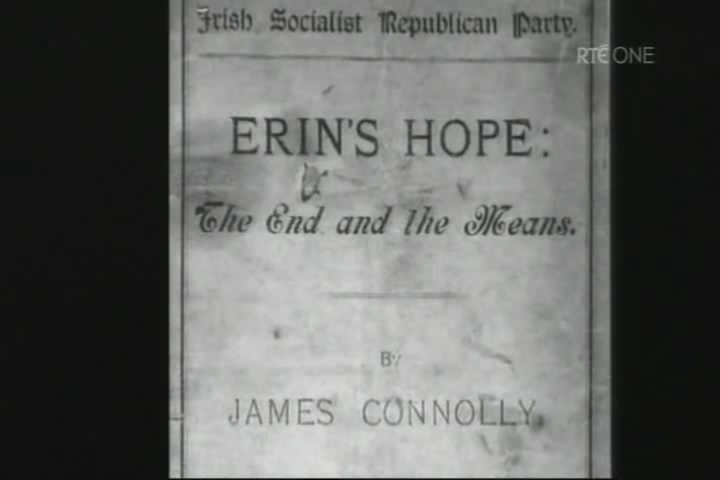 Irish Socialist Republican Party.
RTÉ ONE
ERIN'S HOPE:
The End and the Means.
By
JAMES CONNOLLY.